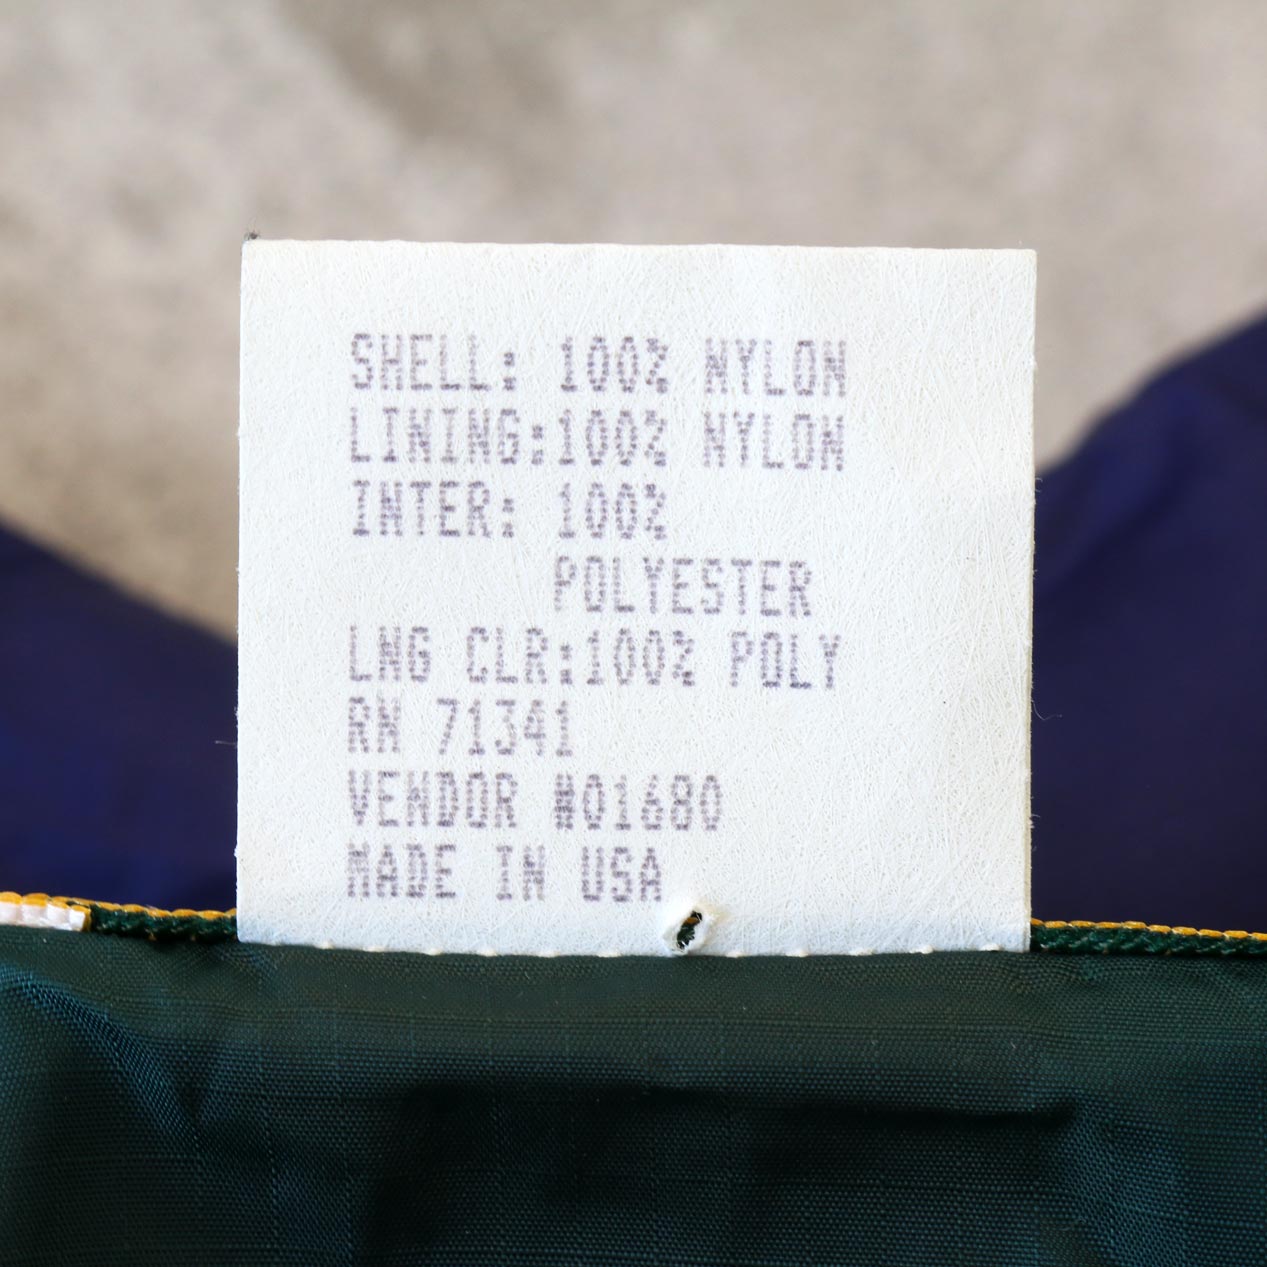 SHELL: 100% NYLON
LINING:100% NYLON
INTER: 100%
POLYESTER
LNG CLR:100% POLY
RN 71341
VENDOR #01680
MADE IN USA